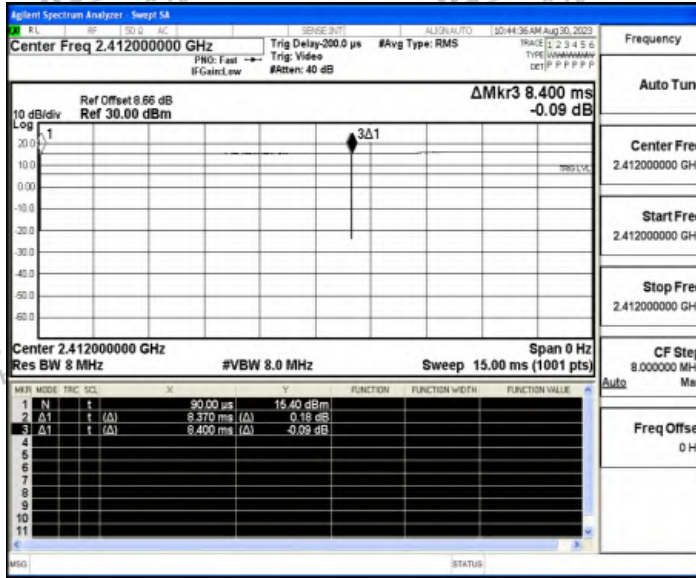 Agilent Spectrum Analyzer - Swept SA
RL RF 50 Ω AC SENSE:INT ALIGN AUTO 10:44:36 AM Aug 30, 2023
Center Freq 2.412000000 GHz
PNO: Fast
IFGain:Low
Trig Delay-200.0 µs
Trig: Video
#Atten: 40 dB
#Avg Type: RMS
TRACE 1 2 3 4 5 6
TYPE WWWWWW
DET P P P P P P
ΔMkr3 8.400 ms
-0.09 dB
Ref Offset 8.66 dB
10 dB/div Ref 30.00 dBm
Log
1
3Δ1
20.0
10.0
TRIG LVL
0.00
-10.0
-20.0
-30.0
-40.0
-50.0
-60.0
Center 2.412000000 GHz Span 0 Hz
Res BW 8 MHz #VBW 8.0 MHz Sweep 15.00 ms (1001 pts)
MKR MODE TRC SCL X Y FUNCTION FUNCTION WIDTH FUNCTION VALUE
1 N t 90.00 µs 15.40 dBm
2 Δ1 t (Δ) 8.370 ms (Δ) 0.18 dB
3 Δ1 t (Δ) 8.400 ms (Δ) -0.09 dB
4
5
6
7
8
9
10
11
MSG STATUS
Frequency
Auto Tun
Center Fre
2.412000000 GH
Start Fre
2.412000000 GH
Stop Fre
2.412000000 GH
CF Ste
8.000000 MH
Auto Ma
Freq Offse
0 H